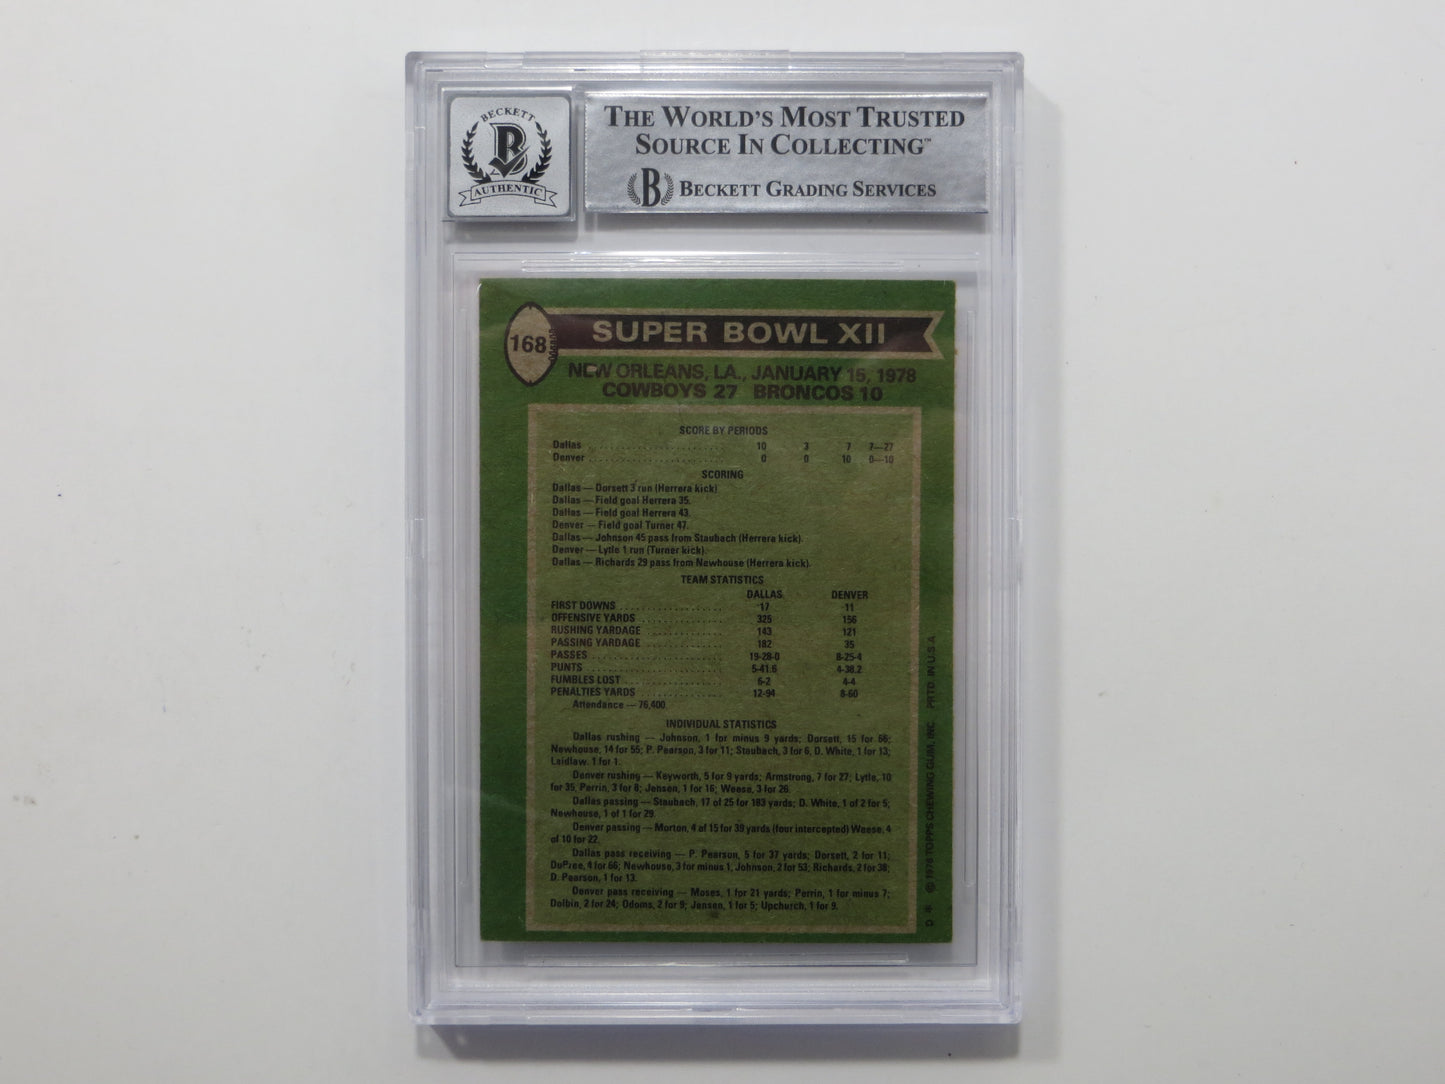 BECKETT
B
AUTHENTIC
THE WORLD'S MOST TRUSTED
SOURCE IN COLLECTING™
B BECKETT GRADING SERVICES
168
SUPER BOWL XII
NEW ORLEANS, LA., JANUARY 15, 1978
COWBOYS 27 BRONCOS 10
SCORE BY PERIODS
Dallas . . . . . . . . . . . . . . . . . . . . . . . . 10 3 7 7—27
Denver . . . . . . . . . . . . . . . . . . . . . . . . 0 0 10 0—10
SCORING
Dallas — Dorsett 3 run (Herrera kick)
Dallas — Field goal Herrera 35.
Dallas — Field goal Herrera 43.
Denver — Field goal Turner 47.
Dallas — Johnson 45 pass from Staubach (Herrera kick).
Denver — Lytle 1 run (Turner kick).
Dallas — Richards 29 pass from Newhouse (Herrera kick).
TEAM STATISTICS
DALLAS DENVER
FIRST DOWNS . . . . . . . . . . . . . . . . . . 17 11
OFFENSIVE YARDS . . . . . . . . . . . . . . . 325 156
RUSHING YARDAGE . . . . . . . . . . . . . . 143 121
PASSING YARDAGE . . . . . . . . . . . . . . 182 35
PASSES . . . . . . . . . . . . . . . . . . . . . . . 19-28-0 8-25-4
PUNTS . . . . . . . . . . . . . . . . . . . . . . . . 5-41.6 4-38.2
FUMBLES LOST . . . . . . . . . . . . . . . . . 6-2 4-4
PENALTIES YARDS . . . . . . . . . . . . . . 12-94 8-60
Attendance — 76,400.
INDIVIDUAL STATISTICS
Dallas rushing — Johnson, 1 for minus 9 yards; Dorsett, 15 for 66;
Newhouse, 14 for 55; P. Pearson, 3 for 11; Staubach, 3 for 6, D. White, 1 for 13;
Laidlaw, 1 for 1.
Denver rushing — Keyworth, 5 for 9 yards; Armstrong, 7 for 27; Lytle, 10
for 35, Perrin, 3 for 8; Jensen, 1 for 16; Weese, 3 for 26.
Dallas passing — Staubach, 17 of 25 for 183 yards; D. White, 1 of 2 for 5;
Newhouse, 1 of 1 for 29.
Denver passing — Morton, 4 of 15 for 39 yards (four intercepted) Weese, 4
of 10 for 22.
Dallas pass receiving — P. Pearson, 5 for 37 yards; Dorsett, 2 for 11;
DuPree, 4 for 66; Newhouse, 3 for minus 1, Johnson, 2 for 53; Richards, 2 for 38;
D. Pearson, 1 for 13.
Denver pass receiving — Moses, 1 for 21 yards; Perrin, 1 for minus 7;
Dolbin, 2 for 24; Odoms, 2 for 9; Jensen, 1 for 5; Upchurch, 1 for 9.
D * © 1978 TOPPS CHEWING GUM, INC PRTD. IN U.S.A